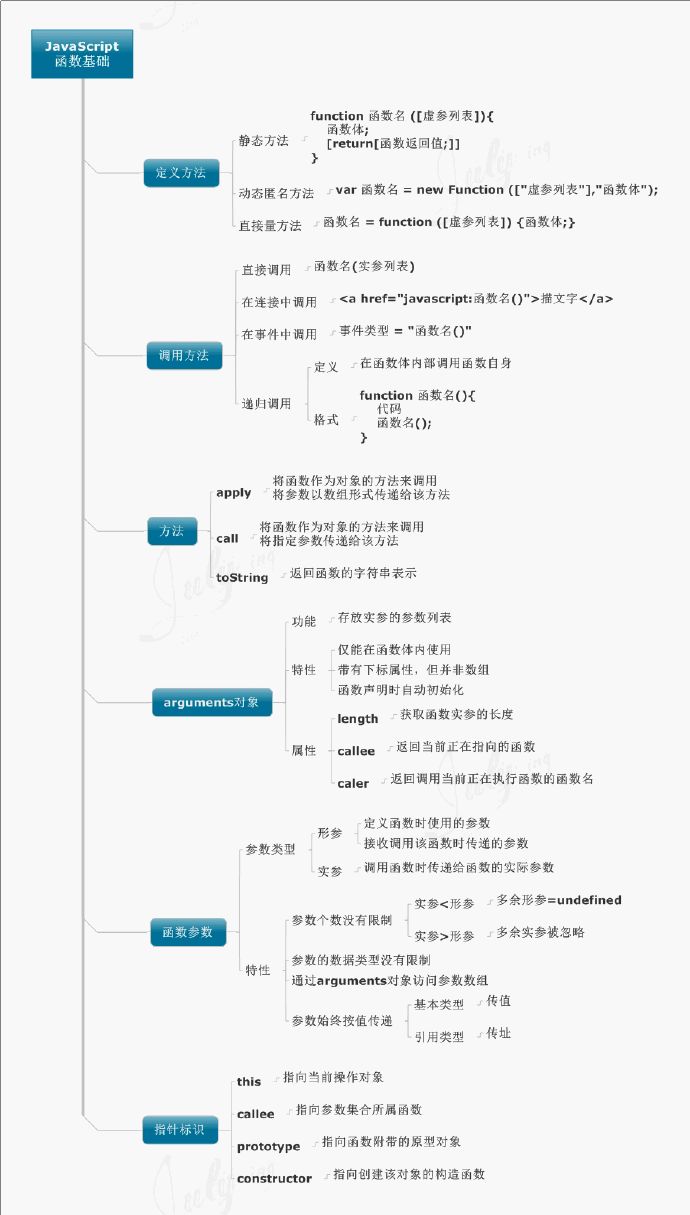 JavaScript
函数基础
定义方法
静态方法
function 函数名 ([虚参列表]){
函数体;
[return[函数返回值;]]
}
动态匿名方法
var 函数名 = new Function (["虚参列表"],"函数体");
直接量方法
函数名 = function ([虚参列表]) {函数体;}
调用方法
直接调用
函数名(实参列表)
在连接中调用
<a href="javascript:函数名()">描文字</a>
在事件中调用
事件类型 = "函数名()"
递归调用
定义
在函数体内部调用函数自身
格式
function 函数名(){
代码
函数名();
}
方法
apply
将函数作为对象的方法来调用
将参数以数组形式传递给该方法
call
将函数作为对象的方法来调用
将指定参数传递给该方法
toString
返回函数的字符串表示
arguments对象
功能
存放实参的参数列表
特性
仅能在函数体内使用
带有下标属性，但并非数组
函数声明时自动初始化
属性
length
获取函数实参的长度
callee
返回当前正在指向的函数
caler
返回调用当前正在执行函数的函数名
函数参数
参数类型
形参
定义函数时使用的参数
接收调用该函数时传递的参数
实参
调用函数时传递给函数的实际参数
特性
参数个数没有限制
实参<形参
多余形参=undefined
实参>形参
多余实参被忽略
参数的数据类型没有限制
通过arguments对象访问参数数组
参数始终按值传递
基本类型
传值
引用类型
传址
指针标识
this
指向当前操作对象
callee
指向参数集合所属函数
prototype
指向函数附带的原型对象
constructor
指向创建该对象的构造函数